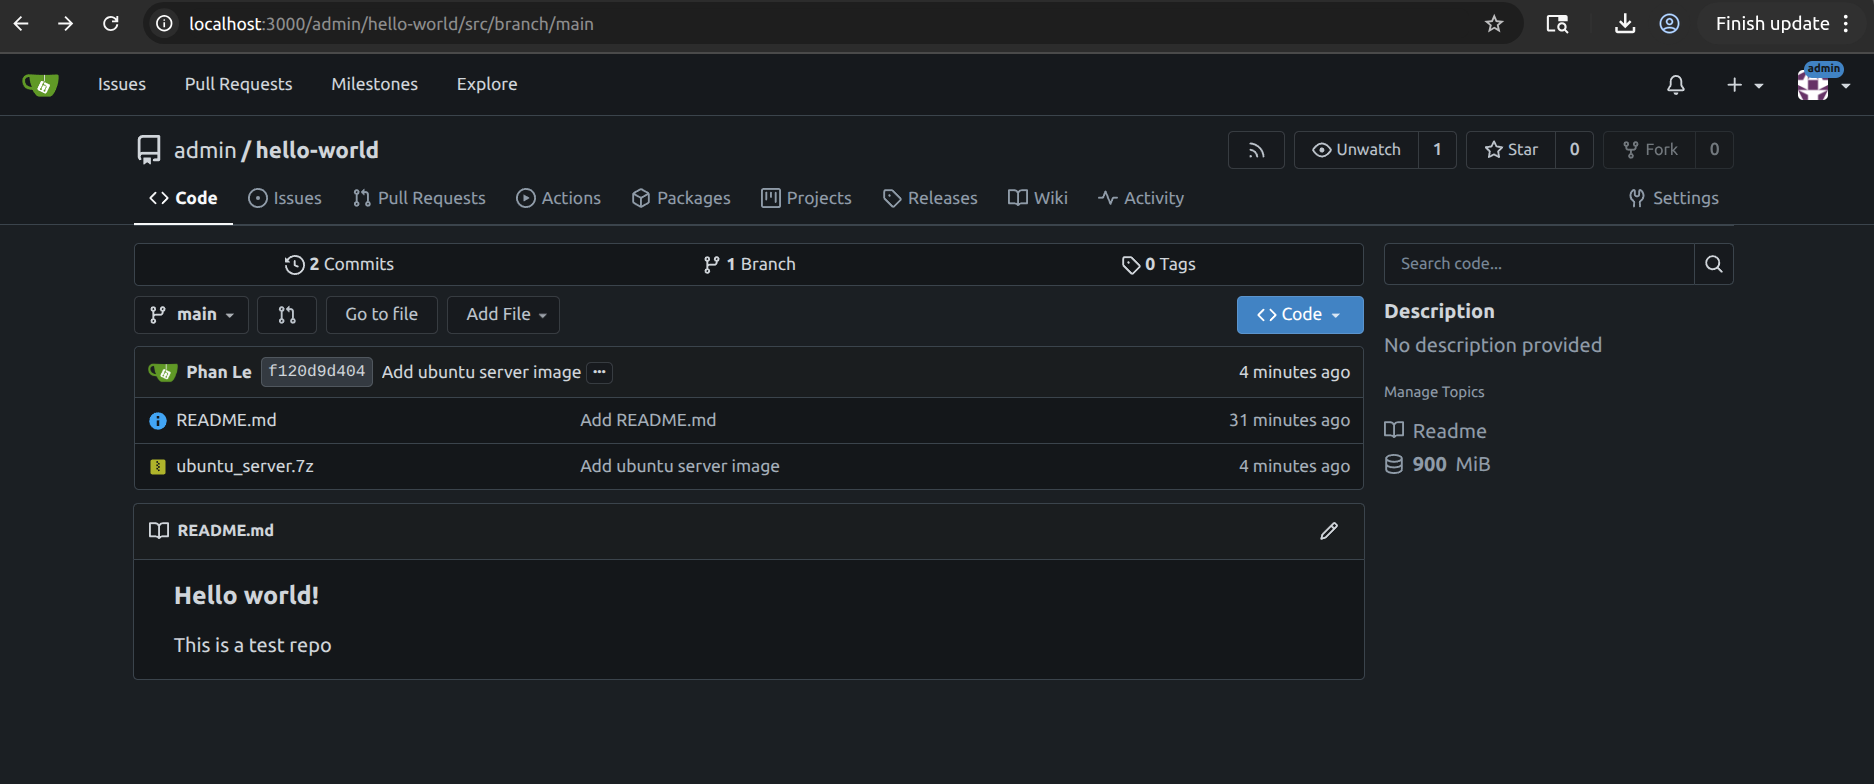 localhost:3000/admin/hello-world/src/branch/main
Finish update
Issues Pull Requests Milestones Explore
admin
admin / hello-world
Unwatch 1 Star 0 Fork 0
Code Issues Pull Requests Actions Packages Projects Releases Wiki Activity Settings
2 Commits 1 Branch 0 Tags
Search code...
main Go to file Add File Code
Description
No description provided
Phan Le f120d9d404 Add ubuntu server image ... 4 minutes ago
Manage Topics
README.md Add README.md 31 minutes ago
Readme
ubuntu_server.7z Add ubuntu server image 4 minutes ago
900 MiB
README.md
Hello world!
This is a test repo